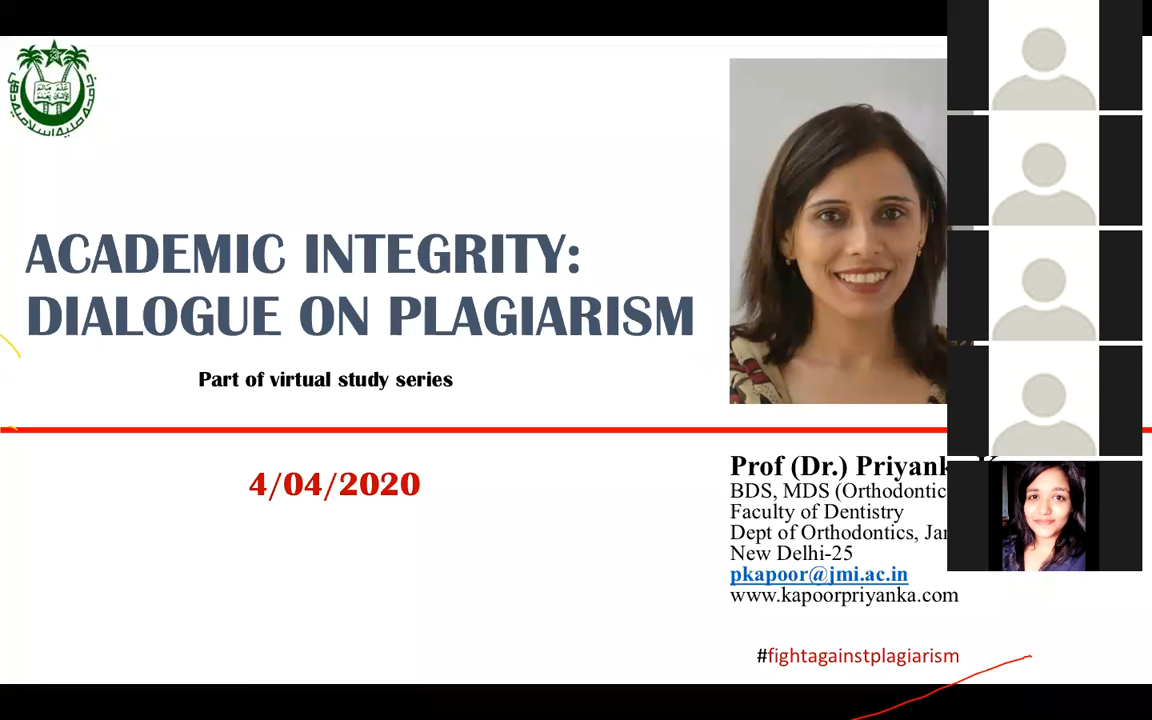 ACADEMIC INTEGRITY:
DIALOGUE ON PLAGIARISM
Part of virtual study series
4/04/2020
Prof (Dr.) Priyank
BDS, MDS (Orthodontic
Faculty of Dentistry
Dept of Orthodontics, Jar
New Delhi-25
pkapoor@jmi.ac.in
www.kapoorpriyanka.com
#fightagainstplagiarism